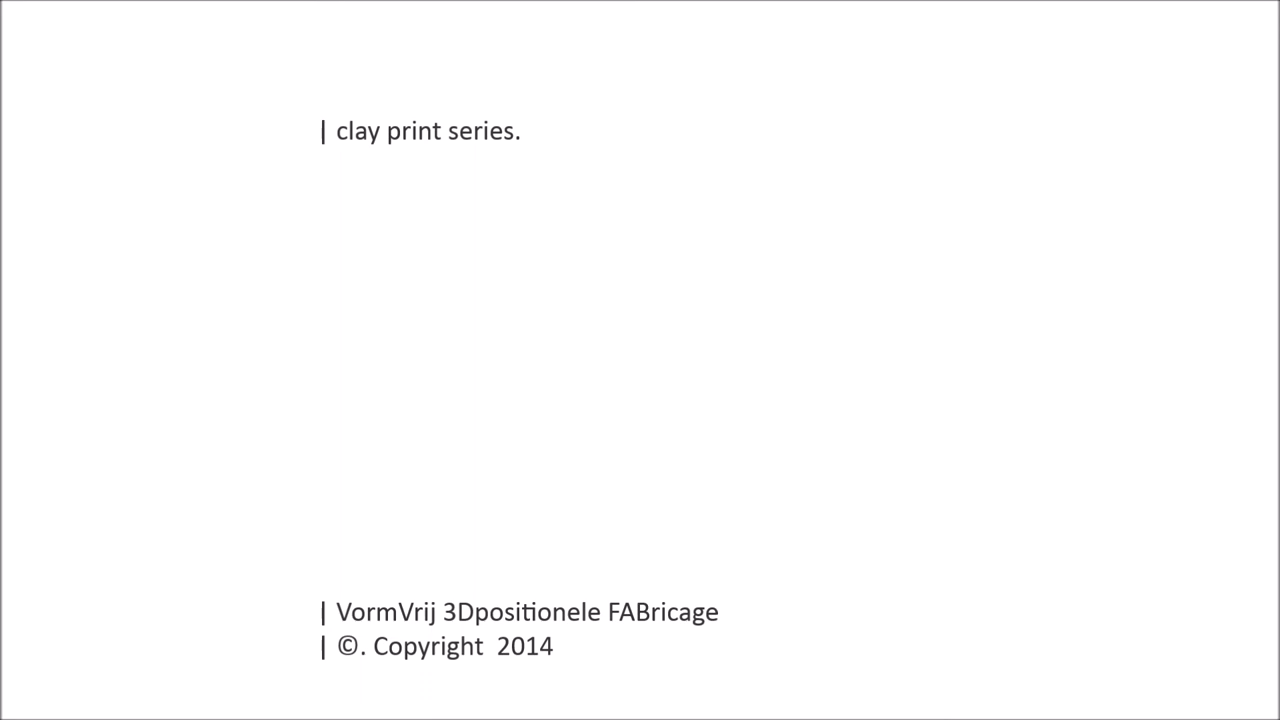 | clay print series.
| VormVrij 3Dpositionele FABricage
| ©. Copyright  2014